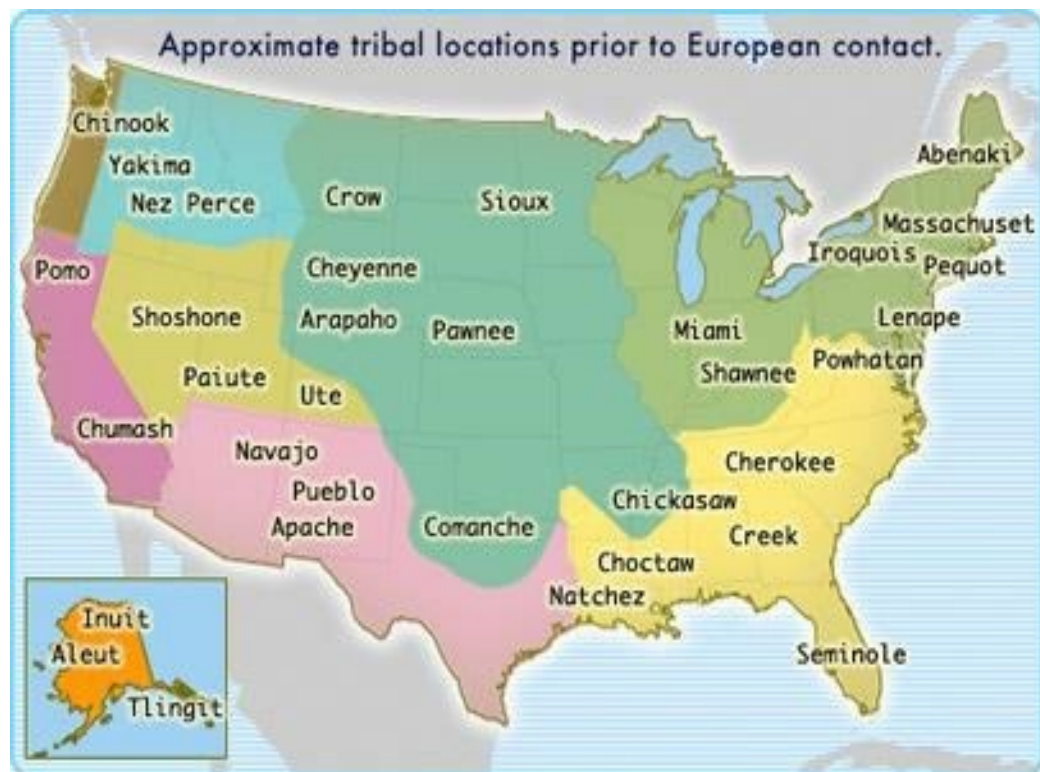 Approximate tribal locations prior to European contact.
Chinook
Yakima
Nez Perce
Crow
Sioux
Abenaki
Massachuset
Iroquois
Pequot
Pomo
Cheyenne
Shoshone
Arapaho
Pawnee
Miami
Lenape
Paiute
Ute
Shawnee
Powhatan
Chumash
Navajo
Pueblo
Apache
Comanche
Cherokee
Chickasaw
Creek
Choctaw
Natchez
Seminole
Inuit
Aleut
Tlingit